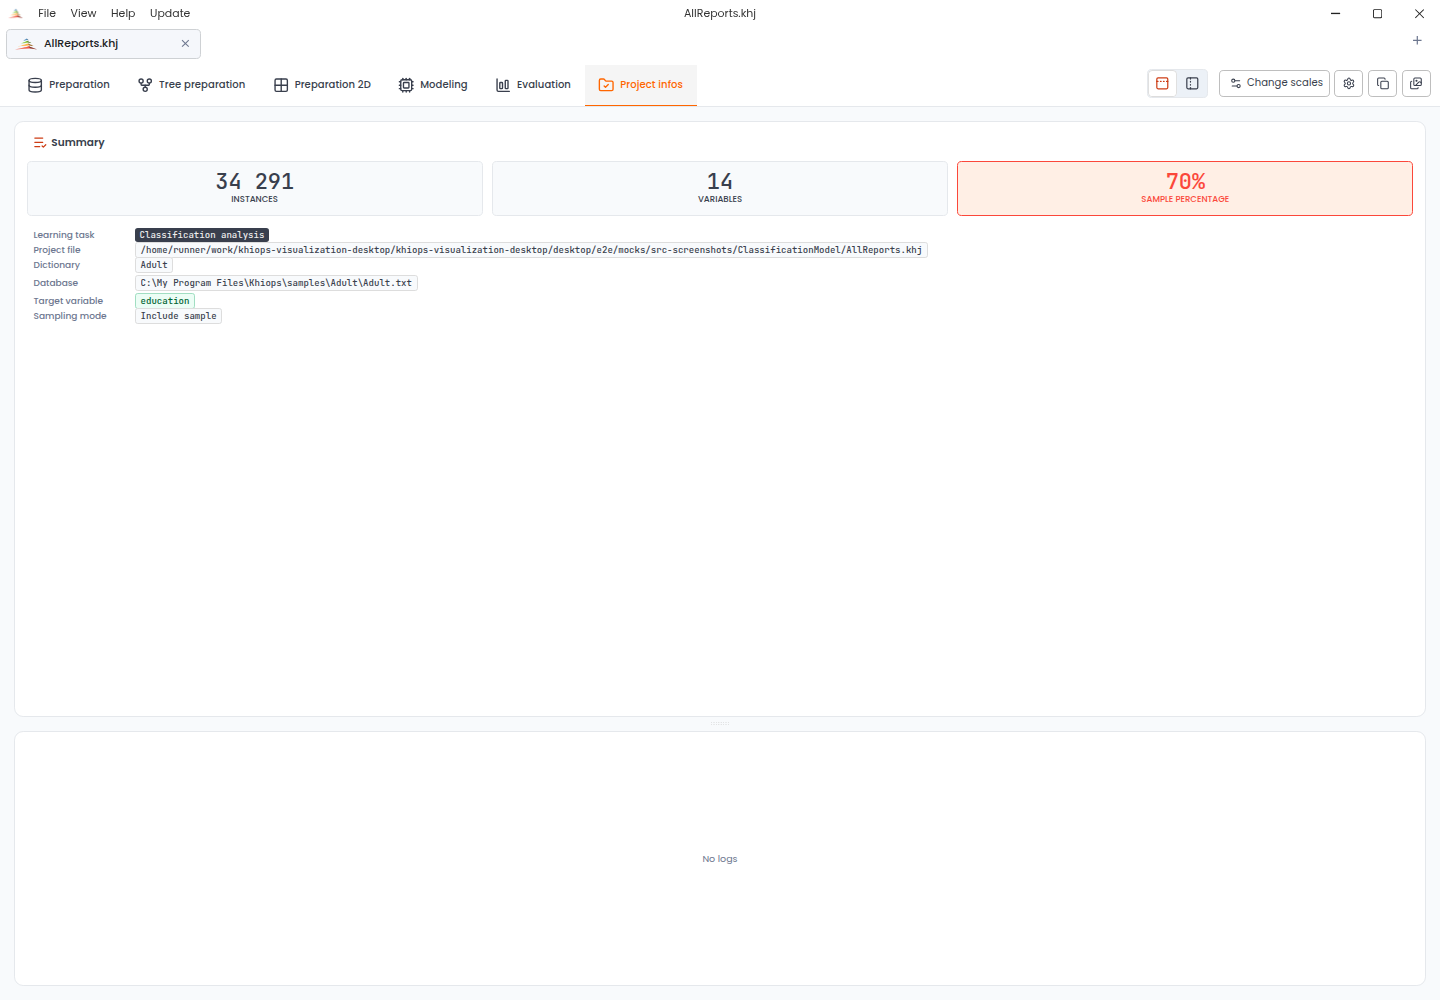 File View Help Update AllReports.khj
AllReports.khj
Preparation Tree preparation Preparation 2D Modeling Evaluation Project infos Change scales
Summary
34 291 14 70%
INSTANCES VARIABLES SAMPLE PERCENTAGE
Learning task Classification analysis
Project file /home/runner/work/khiops-visualization-desktop/khiops-visualization-desktop/desktop/e2e/mocks/src-screenshots/ClassificationModel/AllReports.khj
Dictionary Adult
Database C:\My Program Files\Khiops\samples\Adult\Adult.txt
Target variable education
Sampling mode Include sample
No logs